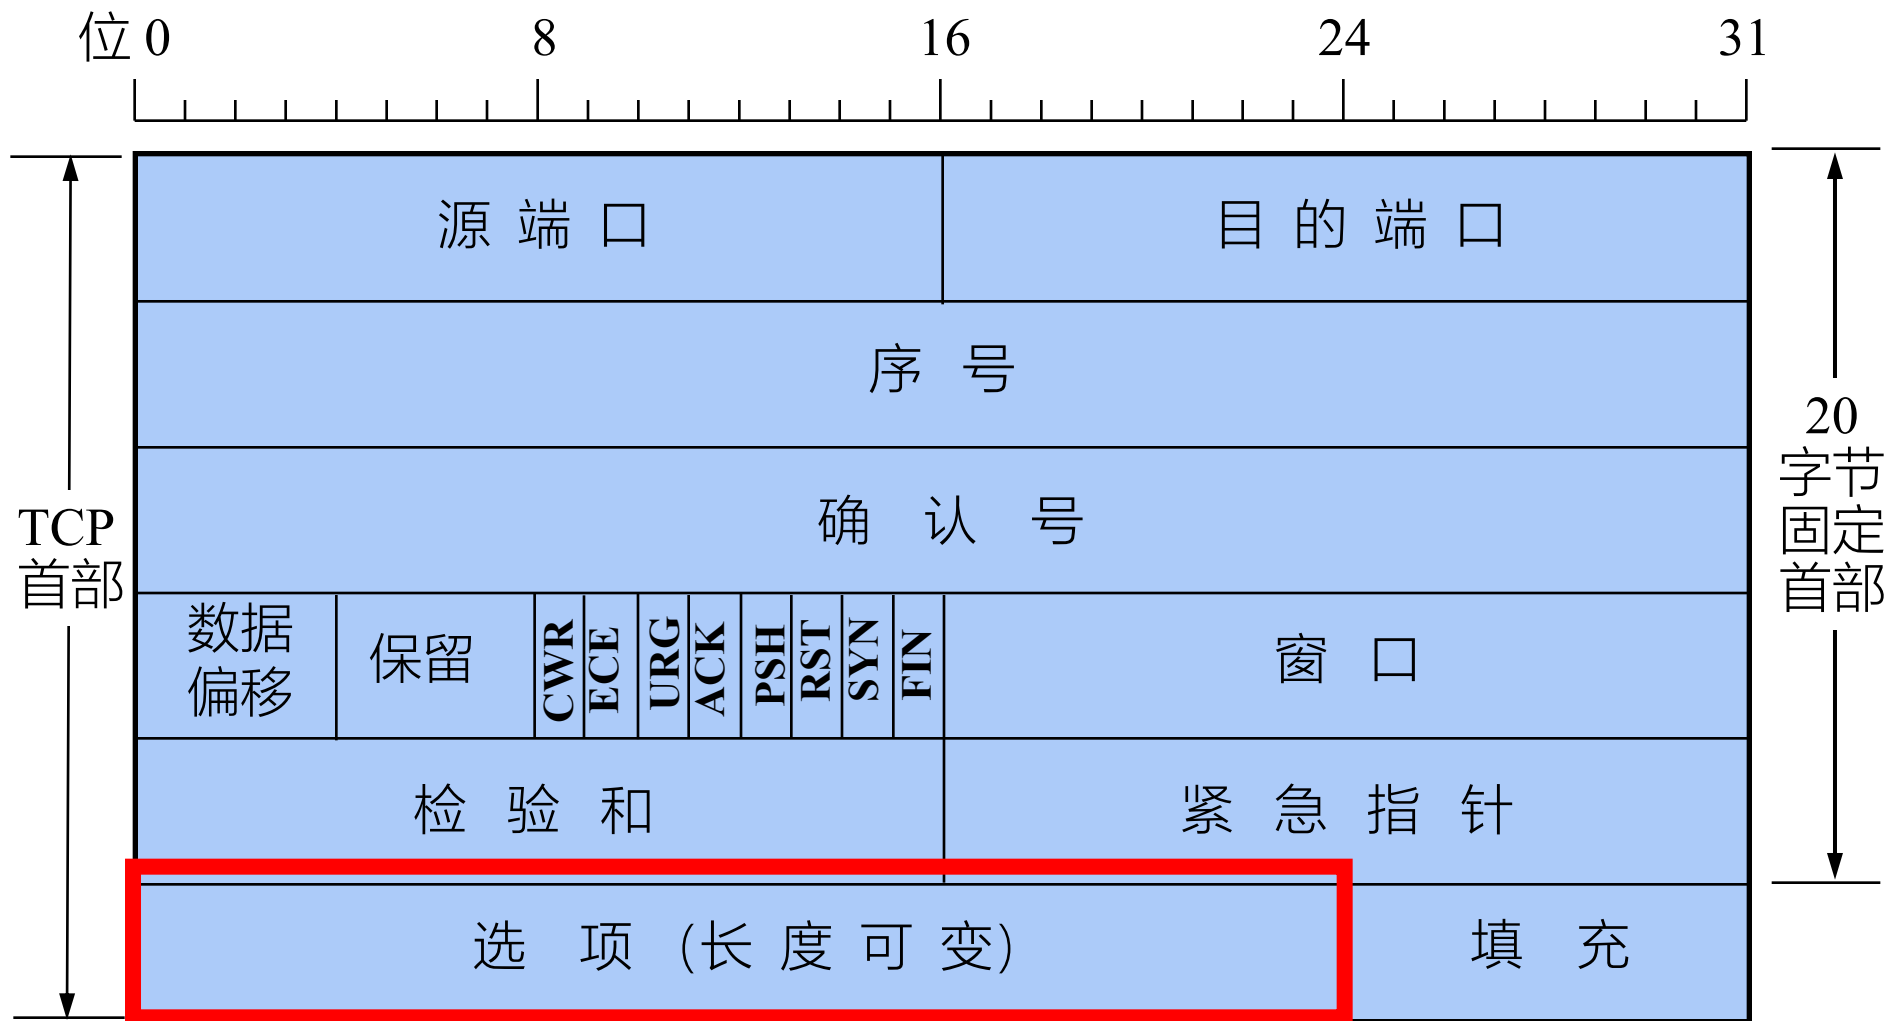 位 0 8 16 24 31
源端口 目的端口
序号
20
字节
固定
首部
确认号
TCP
首部
数据
偏移
保留
CWR
ECE
URG
ACK
PSH
RST
SYN
FIN
窗口
检验和 紧急指针
选项(长度可变) 填充